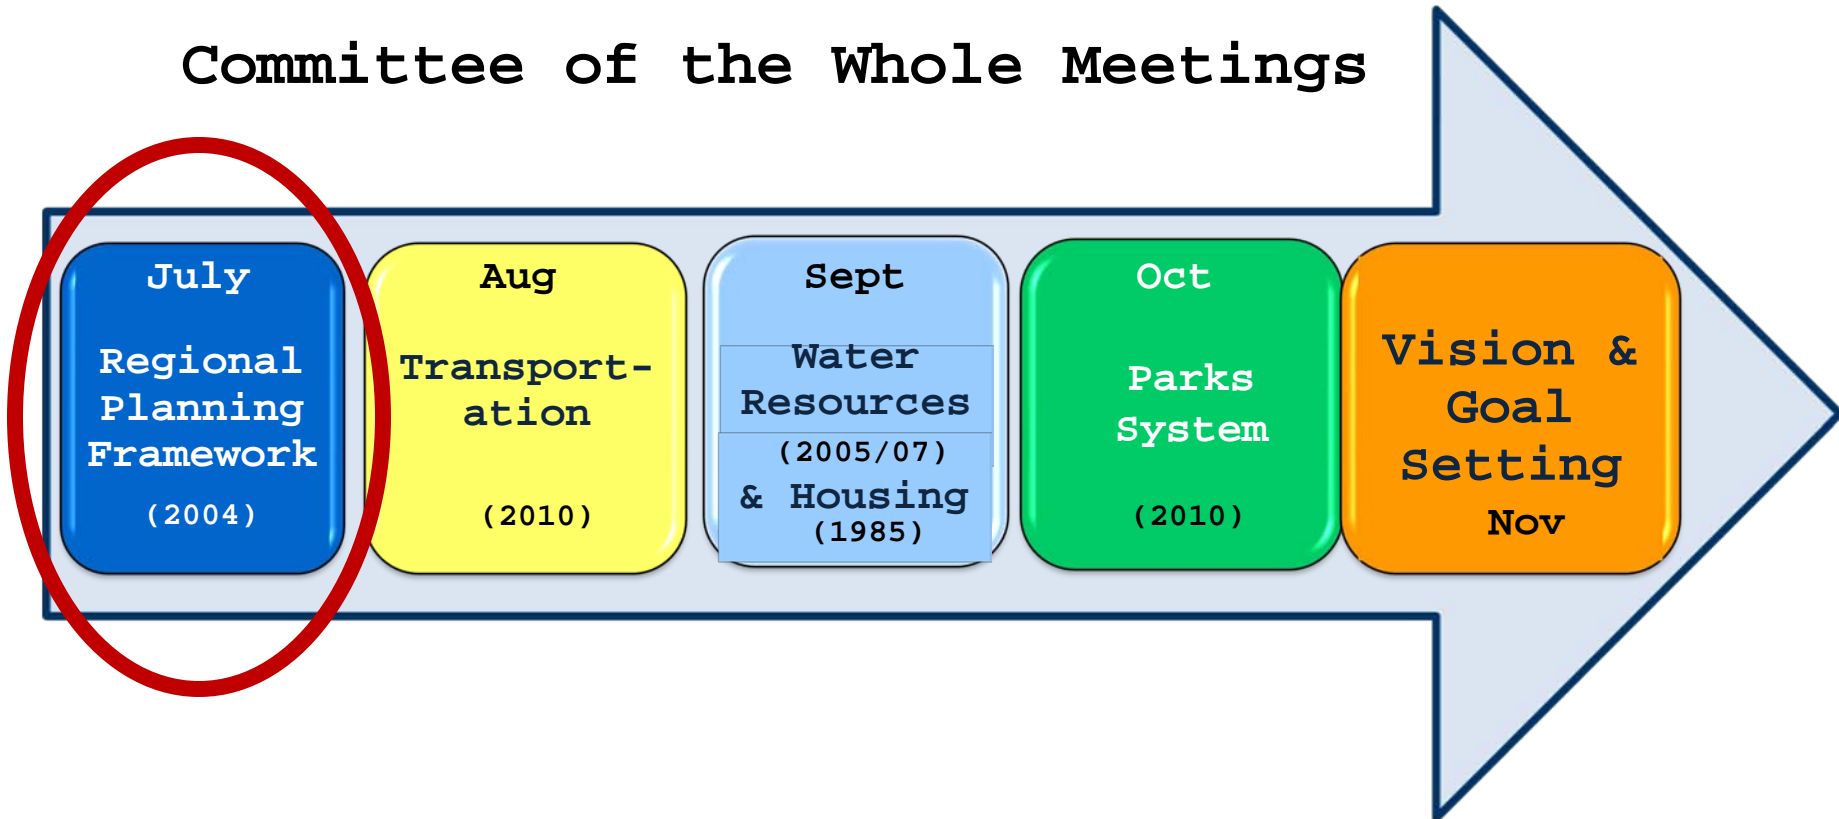 Committee of the Whole Meetings
July
Regional
Planning
Framework
(2004)
Aug
Transport-
ation
(2010)
Sept
Water
Resources
(2005/07)
& Housing
(1985)
Oct
Parks
System
(2010)
Vision &
Goal
Setting
Nov